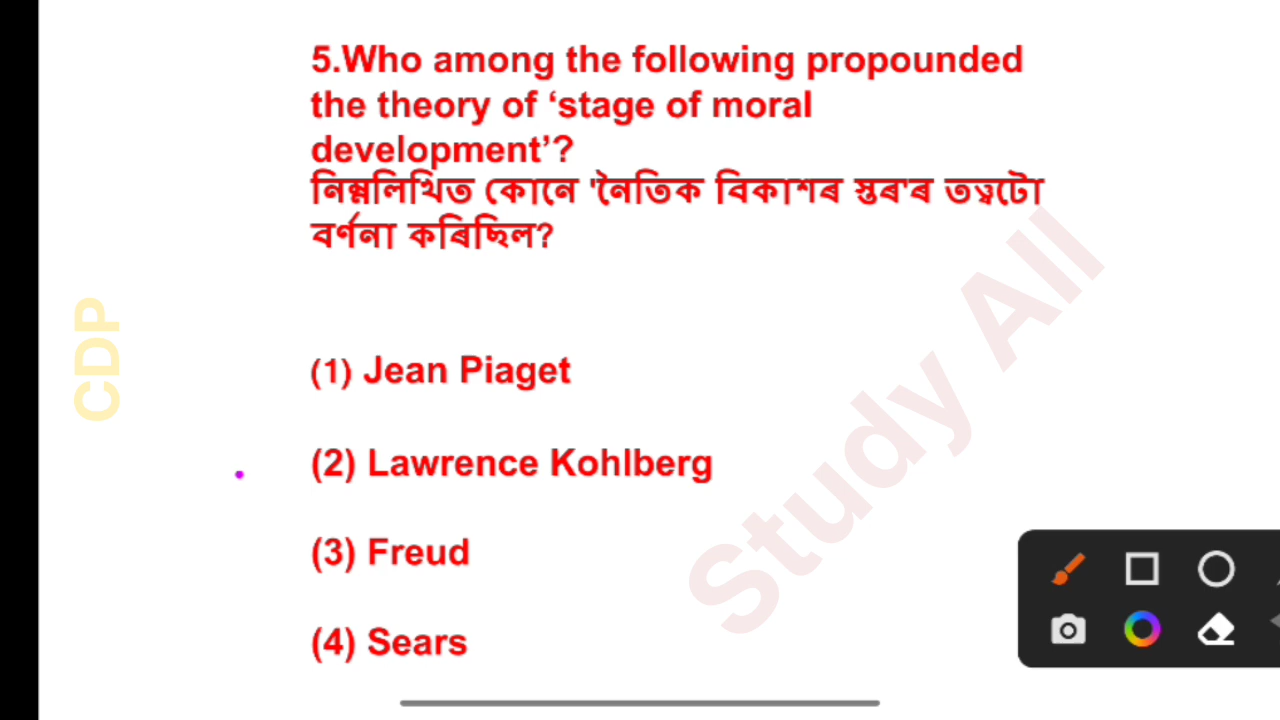 5.Who among the following propounded
the theory of ‘stage of moral
development’?
নিম্নলিখিত কোনে 'নৈতিক বিকাশৰ স্তৰ'ৰ তত্বটো
বৰ্ণনা কৰিছিল?
(1) Jean Piaget
(2) Lawrence Kohlberg
(3) Freud
(4) Sears
CDP
Study All